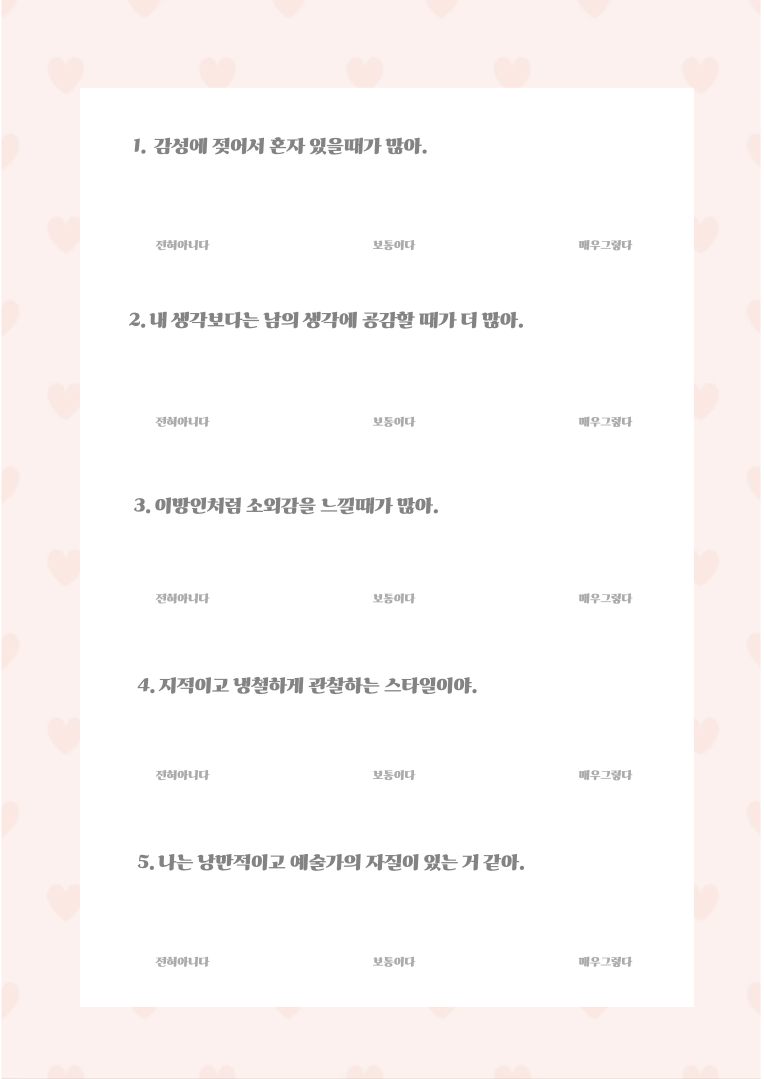 1. 감성에 젖어서 혼자 있을때가 많아.
전혀아니다 보통이다 매우그렇다
2. 내 생각보다는 남의 생각에 공감할 때가 더 많아.
전혀아니다 보통이다 매우그렇다
3. 이방인처럼 소외감을 느낄때가 많아.
전혀아니다 보통이다 매우그렇다
4. 지적이고 냉철하게 관찰하는 스타일이야.
전혀아니다 보통이다 매우그렇다
5. 나는 낭만적이고 예술가의 자질이 있는 거 같아.
전혀아니다 보통이다 매우그렇다